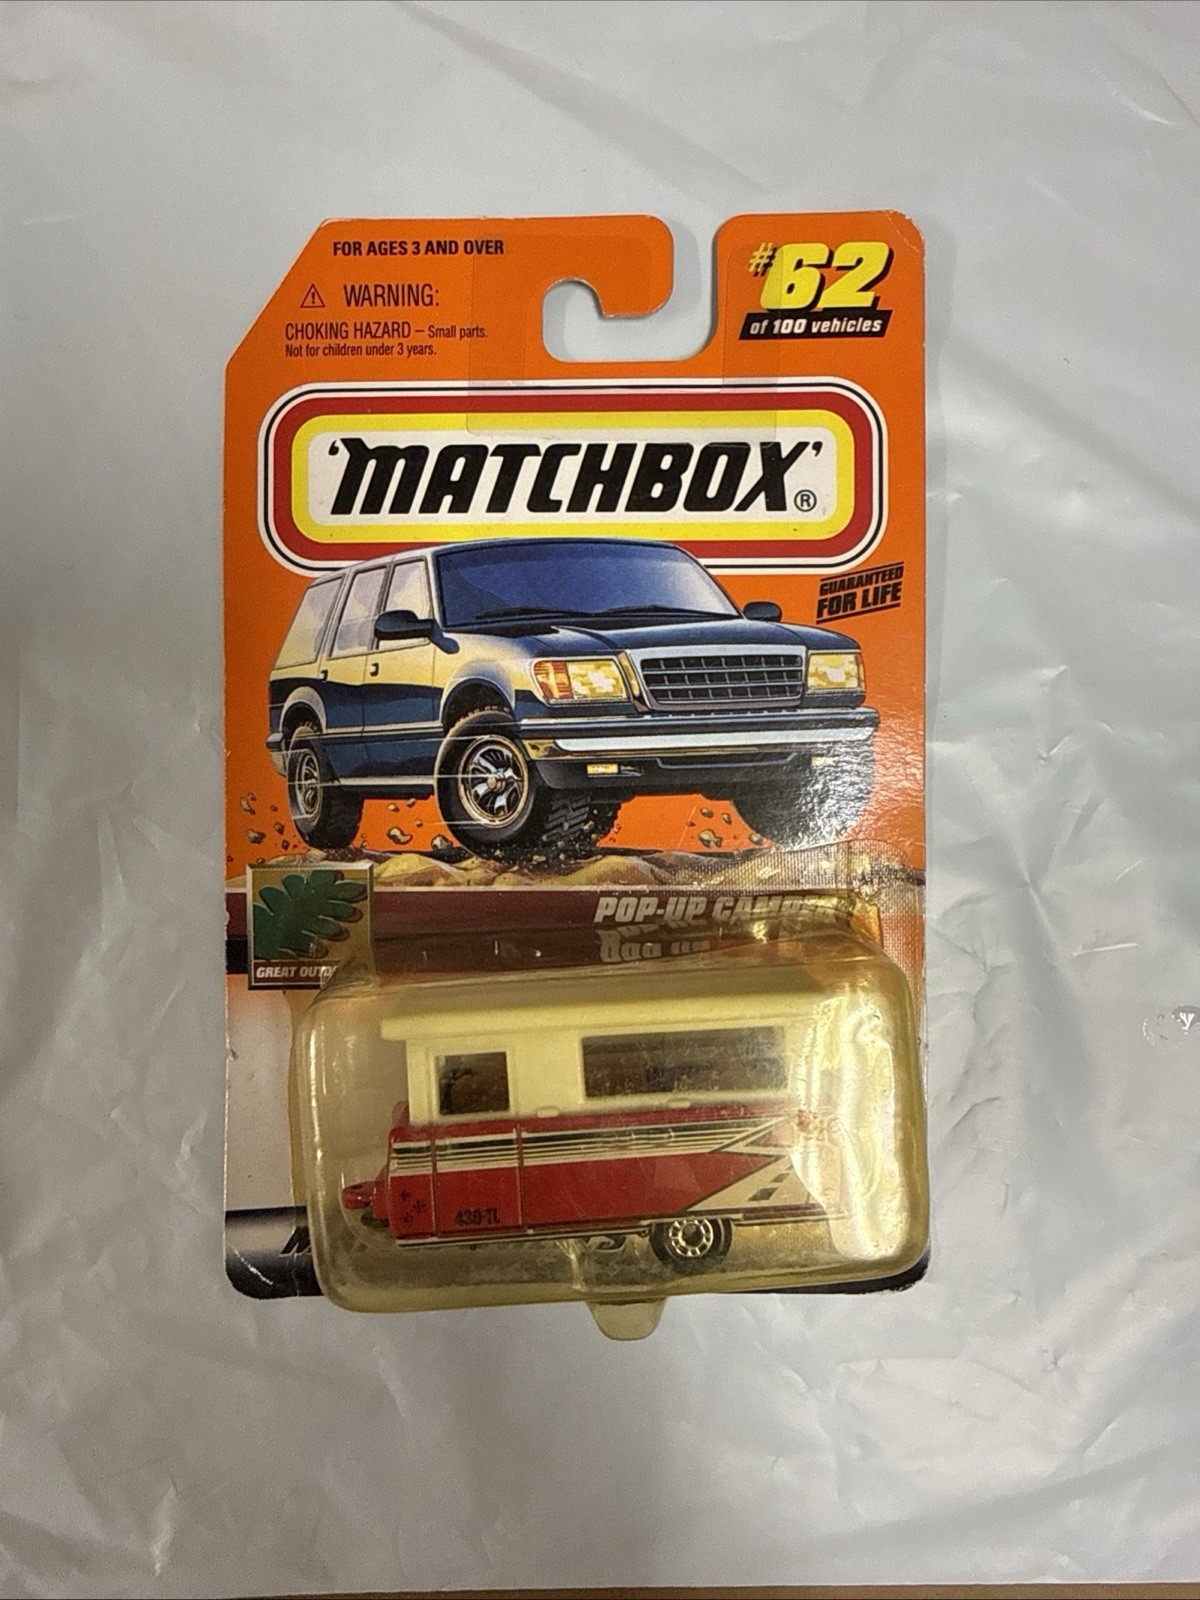 FOR AGES 3 AND OVER
WARNING:
CHOKING HAZARD – Small parts.
Not for children under 3 years.
#62
of 100 vehicles
'MATCHBOX'®
GUARANTEED
FOR LIFE
POP-UP CAMPER
GREAT
430-TL